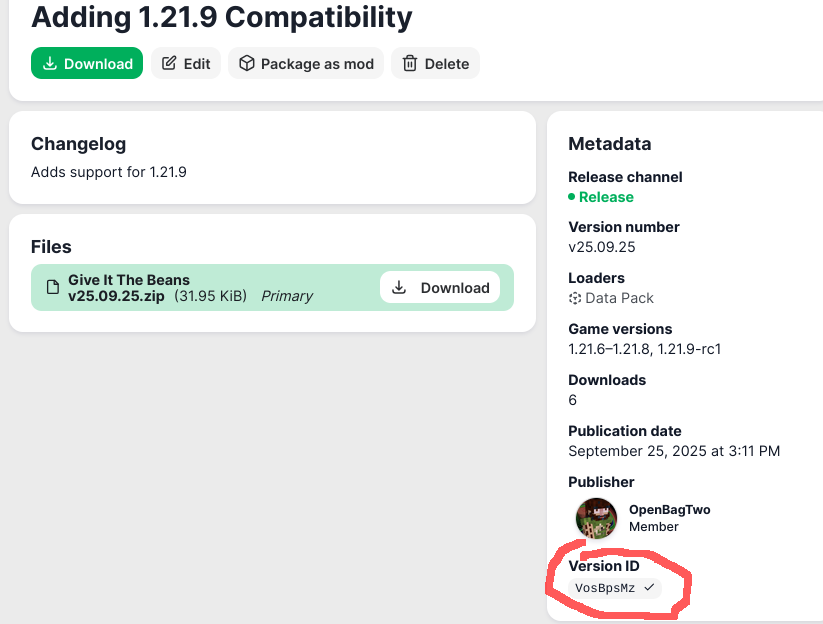 Adding 1.21.9 Compatibility
Download
Edit
Package as mod
Delete
Changelog
Adds support for 1.21.9
Files
Give It The Beans
v25.09.25.zip (31.95 KiB) Primary
Download
Metadata
Release channel
Release
Version number
v25.09.25
Loaders
Data Pack
Game versions
1.21.6–1.21.8, 1.21.9-rc1
Downloads
6
Publication date
September 25, 2025 at 3:11 PM
Publisher
OpenBagTwo
Member
Version ID
VosBpsMz